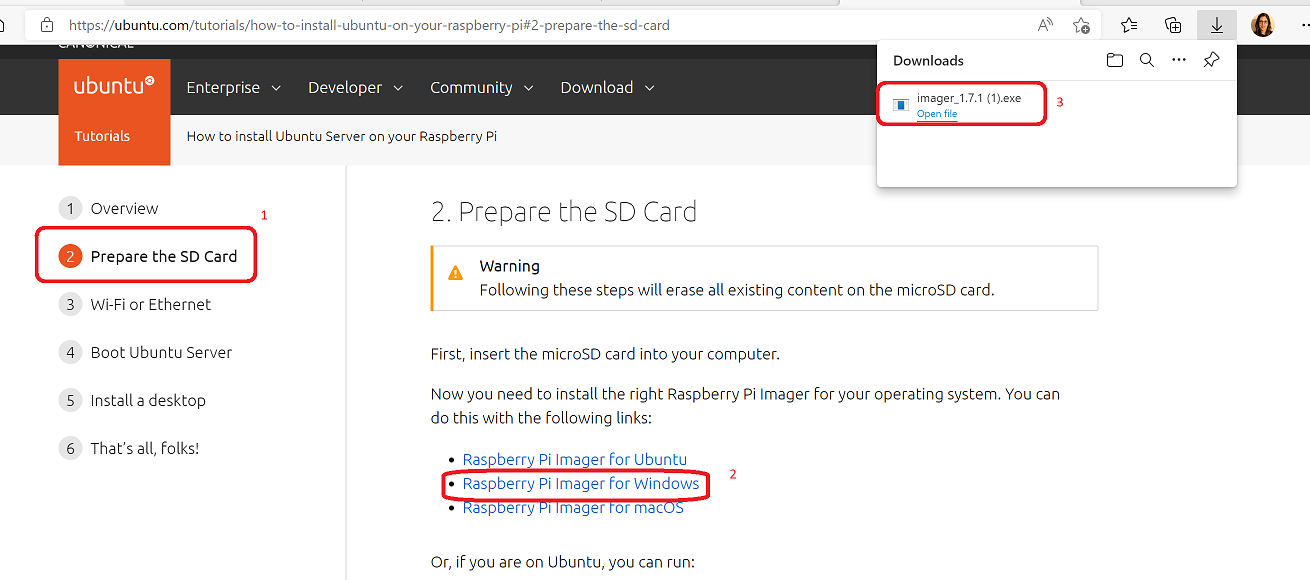 https://ubuntu.com/tutorials/how-to-install-ubuntu-on-your-raspberry-pi#2-prepare-the-sd-card
CANONICAL
ubuntu
Enterprise
Developer
Community
Download
Tutorials
How to install Ubuntu Server on your Raspberry Pi
Downloads
imager_1.7.1 (1).exe
Open file
3
1 Overview
1
2 Prepare the SD Card
3 Wi-Fi or Ethernet
4 Boot Ubuntu Server
5 Install a desktop
6 That's all, folks!
2. Prepare the SD Card
Warning
Following these steps will erase all existing content on the microSD card.
First, insert the microSD card into your computer.
Now you need to install the right Raspberry Pi Imager for your operating system. You can
do this with the following links:
• Raspberry Pi Imager for Ubuntu
• Raspberry Pi Imager for Windows
2
• Raspberry Pi Imager for macOS
Or, if you are on Ubuntu, you can run: